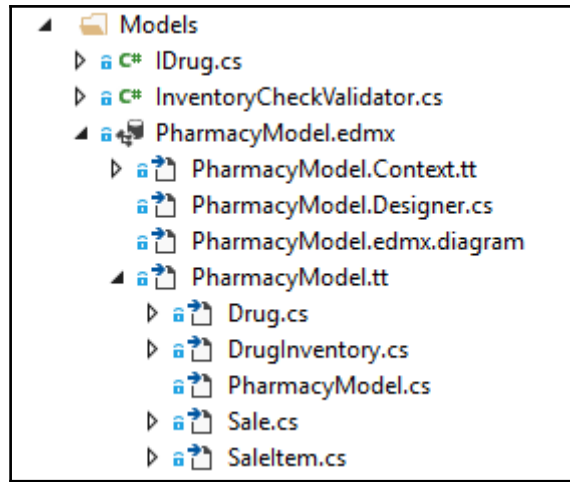 Models
C# IDrug.cs
C# InventoryCheckValidator.cs
PharmacyModel.edmx
PharmacyModel.Context.tt
PharmacyModel.Designer.cs
PharmacyModel.edmx.diagram
PharmacyModel.tt
Drug.cs
DrugInventory.cs
PharmacyModel.cs
Sale.cs
SaleItem.cs